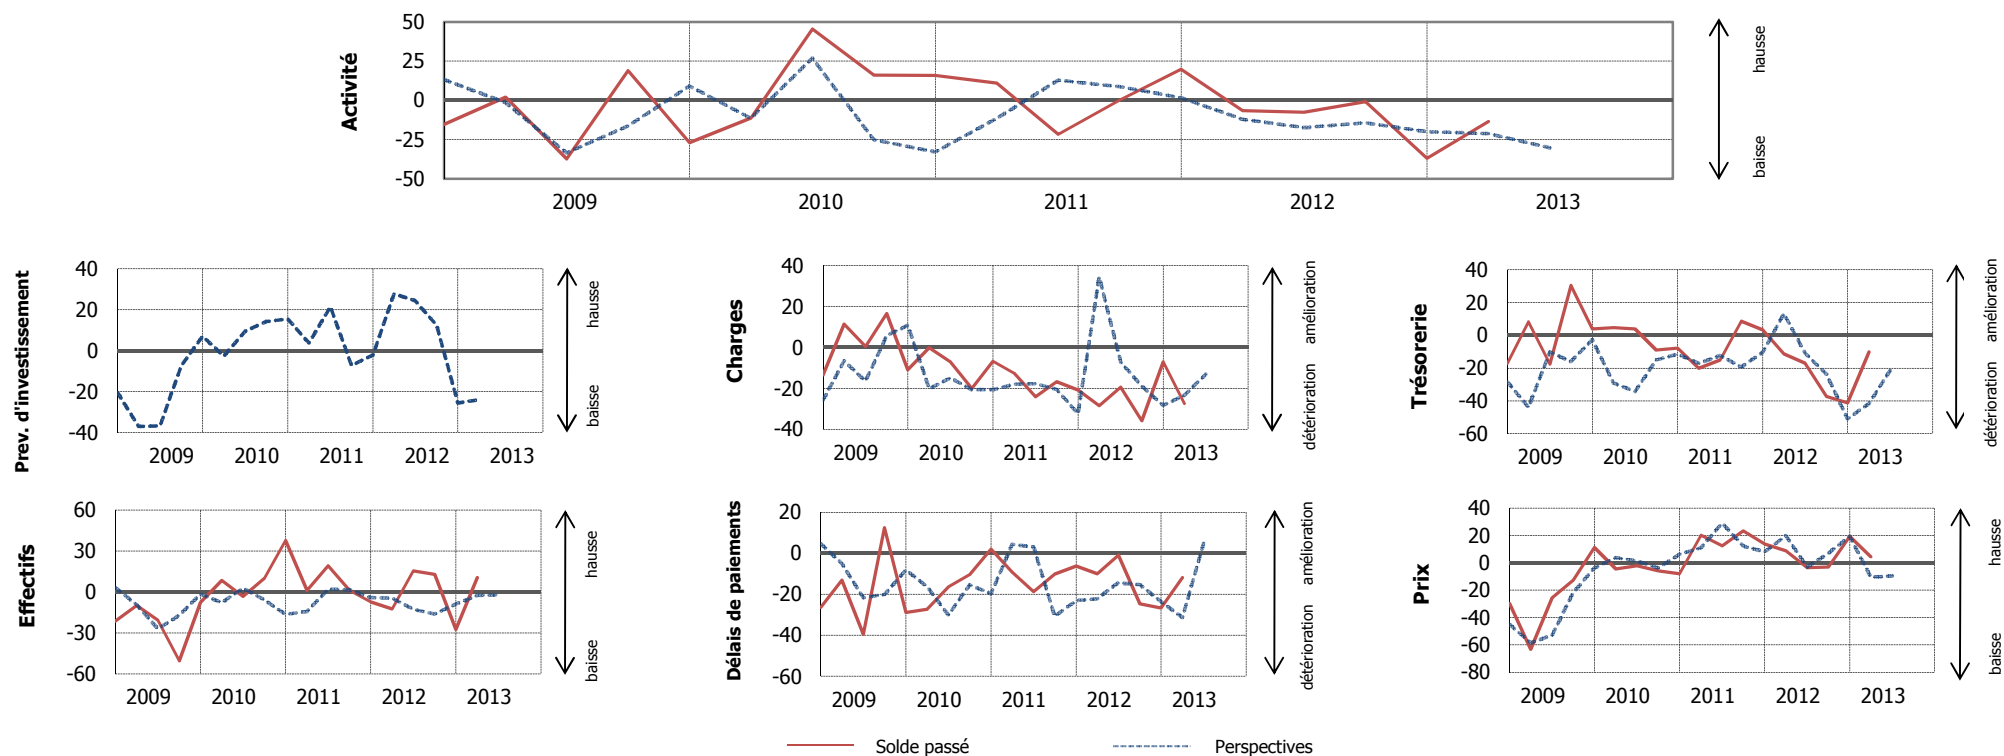 Activité
50
25
0
-25
-50
2009 2010 2011 2012 2013
hausse
baisse
Prev. d'investissement
40
20
0
-20
-40
2009 2010 2011 2012 2013
hausse
baisse
Charges
40
20
0
-20
-40
2009 2010 2011 2012 2013
amélioration
détérioration
Trésorerie
40
20
0
-20
-40
-60
2009 2010 2011 2012 2013
amélioration
détérioration
Effectifs
60
30
0
-30
-60
2009 2010 2011 2012 2013
hausse
baisse
Délais de paiements
20
0
-20
-40
-60
2009 2010 2011 2012 2013
amélioration
détérioration
Prix
40
20
0
-20
-40
-60
-80
2009 2010 2011 2012 2013
hausse
baisse
Solde passé Perspectives